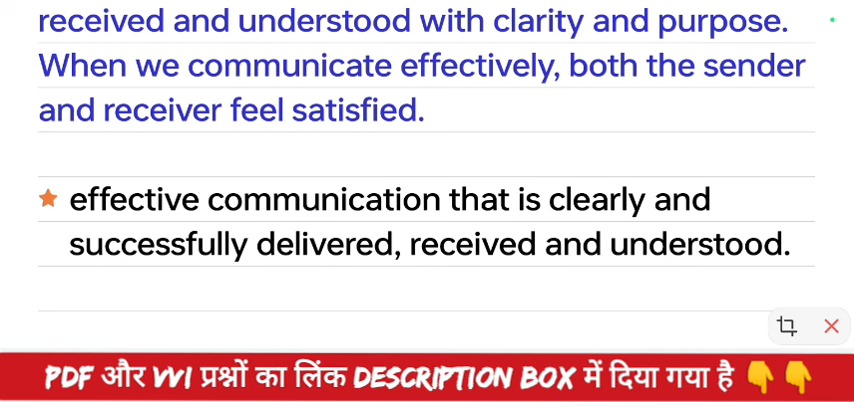 received and understood with clarity and purpose.
When we communicate effectively, both the sender
and receiver feel satisfied.
effective communication that is clearly and
successfully delivered, received and understood.
PDF और VVI प्रश्नों का लिंक DESCRIPTION BOX में दिया गया है